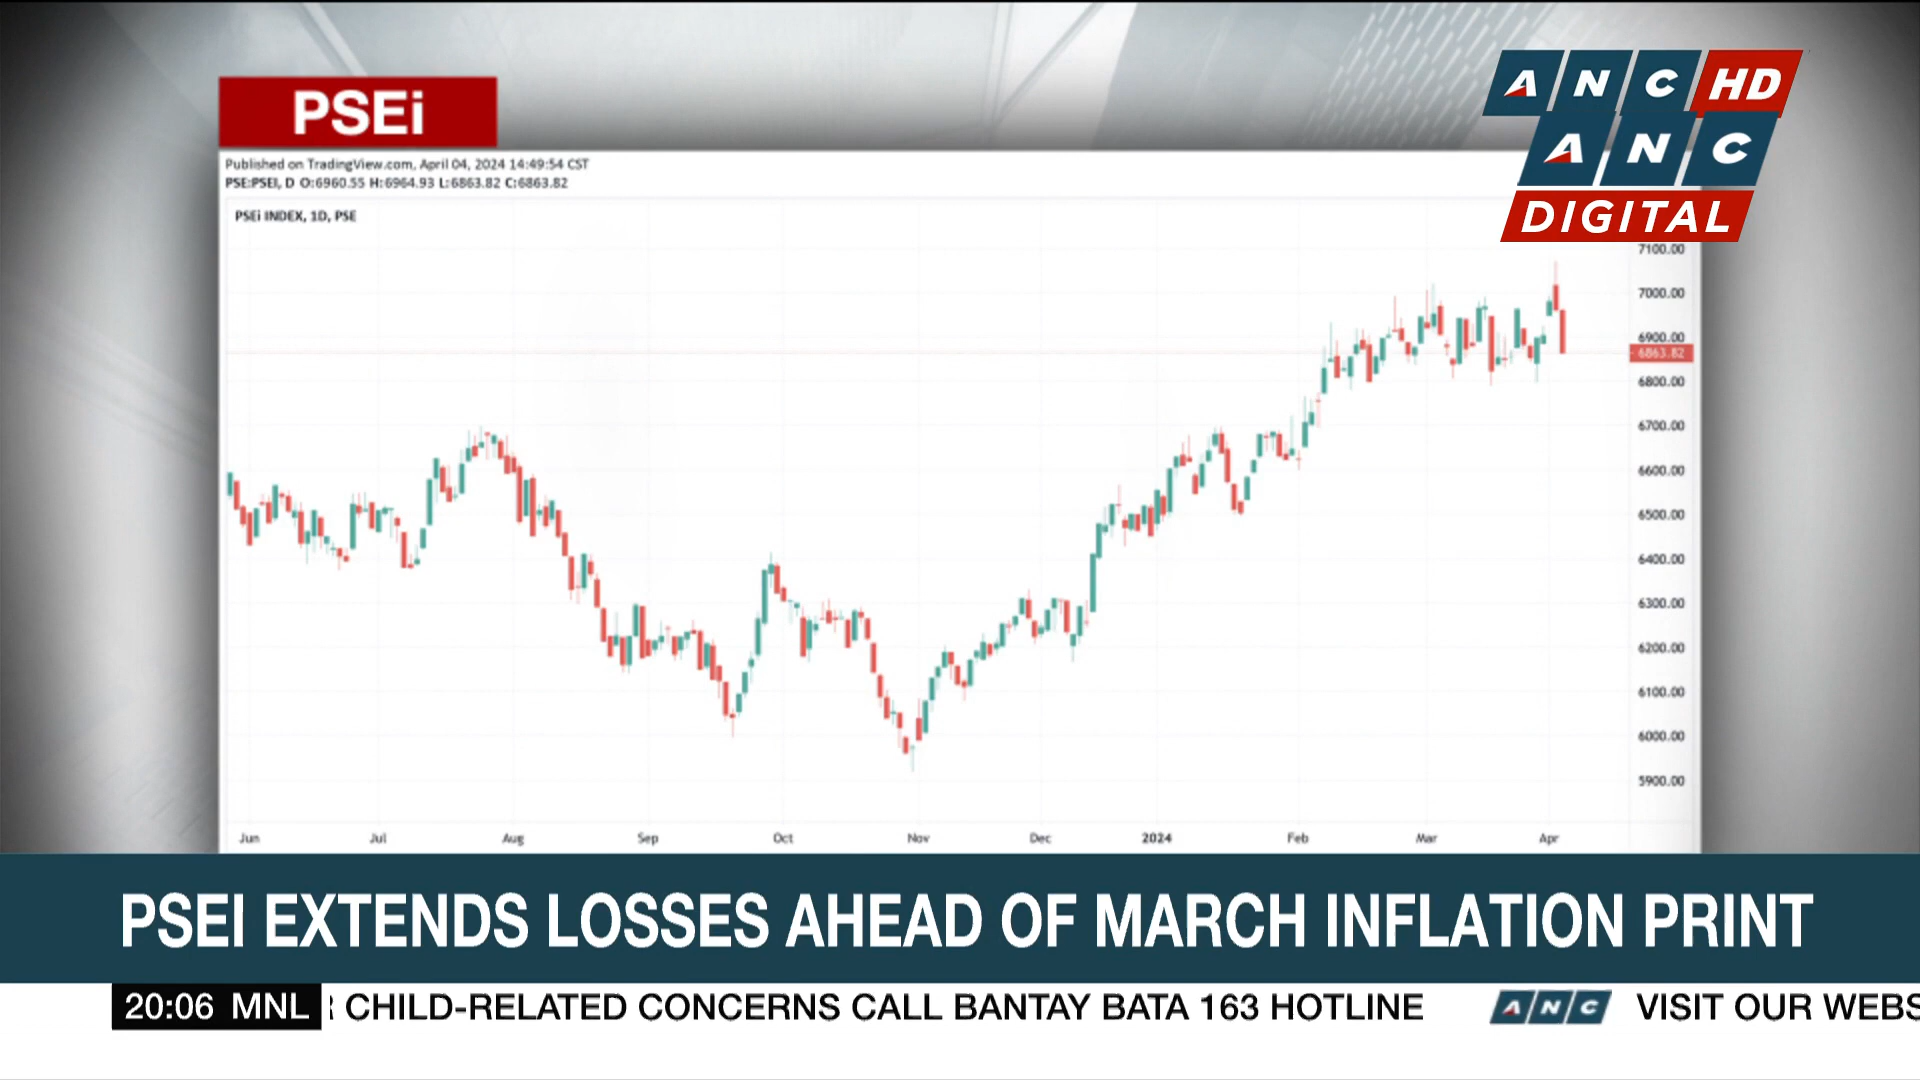 PSEi
ANC HD
ANC
DIGITAL
Published on TradingView.com, April 04, 2024 14:49:54 CST
PSE:PSEI, D O:6960.55 H:6964.93 L:6863.82 C:6863.82
PSEi INDEX, 1D, PSE
7100.00
7000.00
6900.00
6863.82
6800.00
6700.00
6600.00
6500.00
6400.00
6300.00
6200.00
6100.00
6000.00
5900.00
Jun Jul Aug Sep Oct Nov Dec 2024 Feb Mar Apr
PSEI EXTENDS LOSSES AHEAD OF MARCH INFLATION PRINT
20:06 MNL CHILD-RELATED CONCERNS CALL BANTAY BATA 163 HOTLINE ANC VISIT OUR WEBS